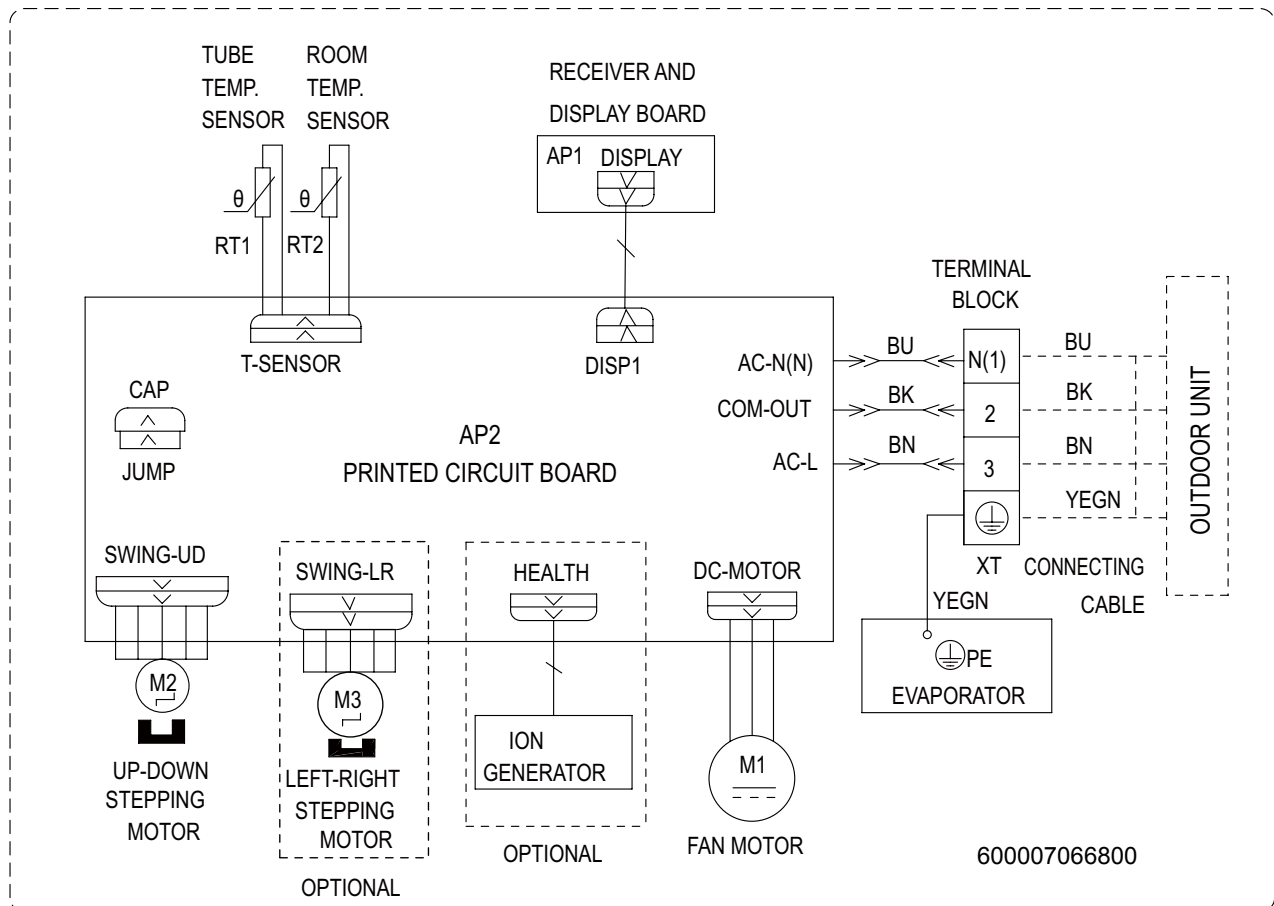 TUBE
TEMP.
SENSOR
ROOM
TEMP.
SENSOR
RECEIVER AND
DISPLAY BOARD
AP1 DISPLAY
θ
θ
RT1
RT2
TERMINAL
BLOCK
T-SENSOR
DISP1
AC-N(N)
BU
N(1)
BU
COM-OUT
BK
2
BK
AC-L
BN
3
BN
YEGN
OUTDOOR UNIT
CAP
JUMP
AP2
PRINTED CIRCUIT BOARD
XT
CONNECTING
CABLE
YEGN
PE
EVAPORATOR
SWING-UD
SWING-LR
HEALTH
DC-MOTOR
M2
M3
ION
GENERATOR
M1
UP-DOWN
STEPPING
MOTOR
LEFT-RIGHT
STEPPING
MOTOR
OPTIONAL
OPTIONAL
FAN MOTOR
600007066800